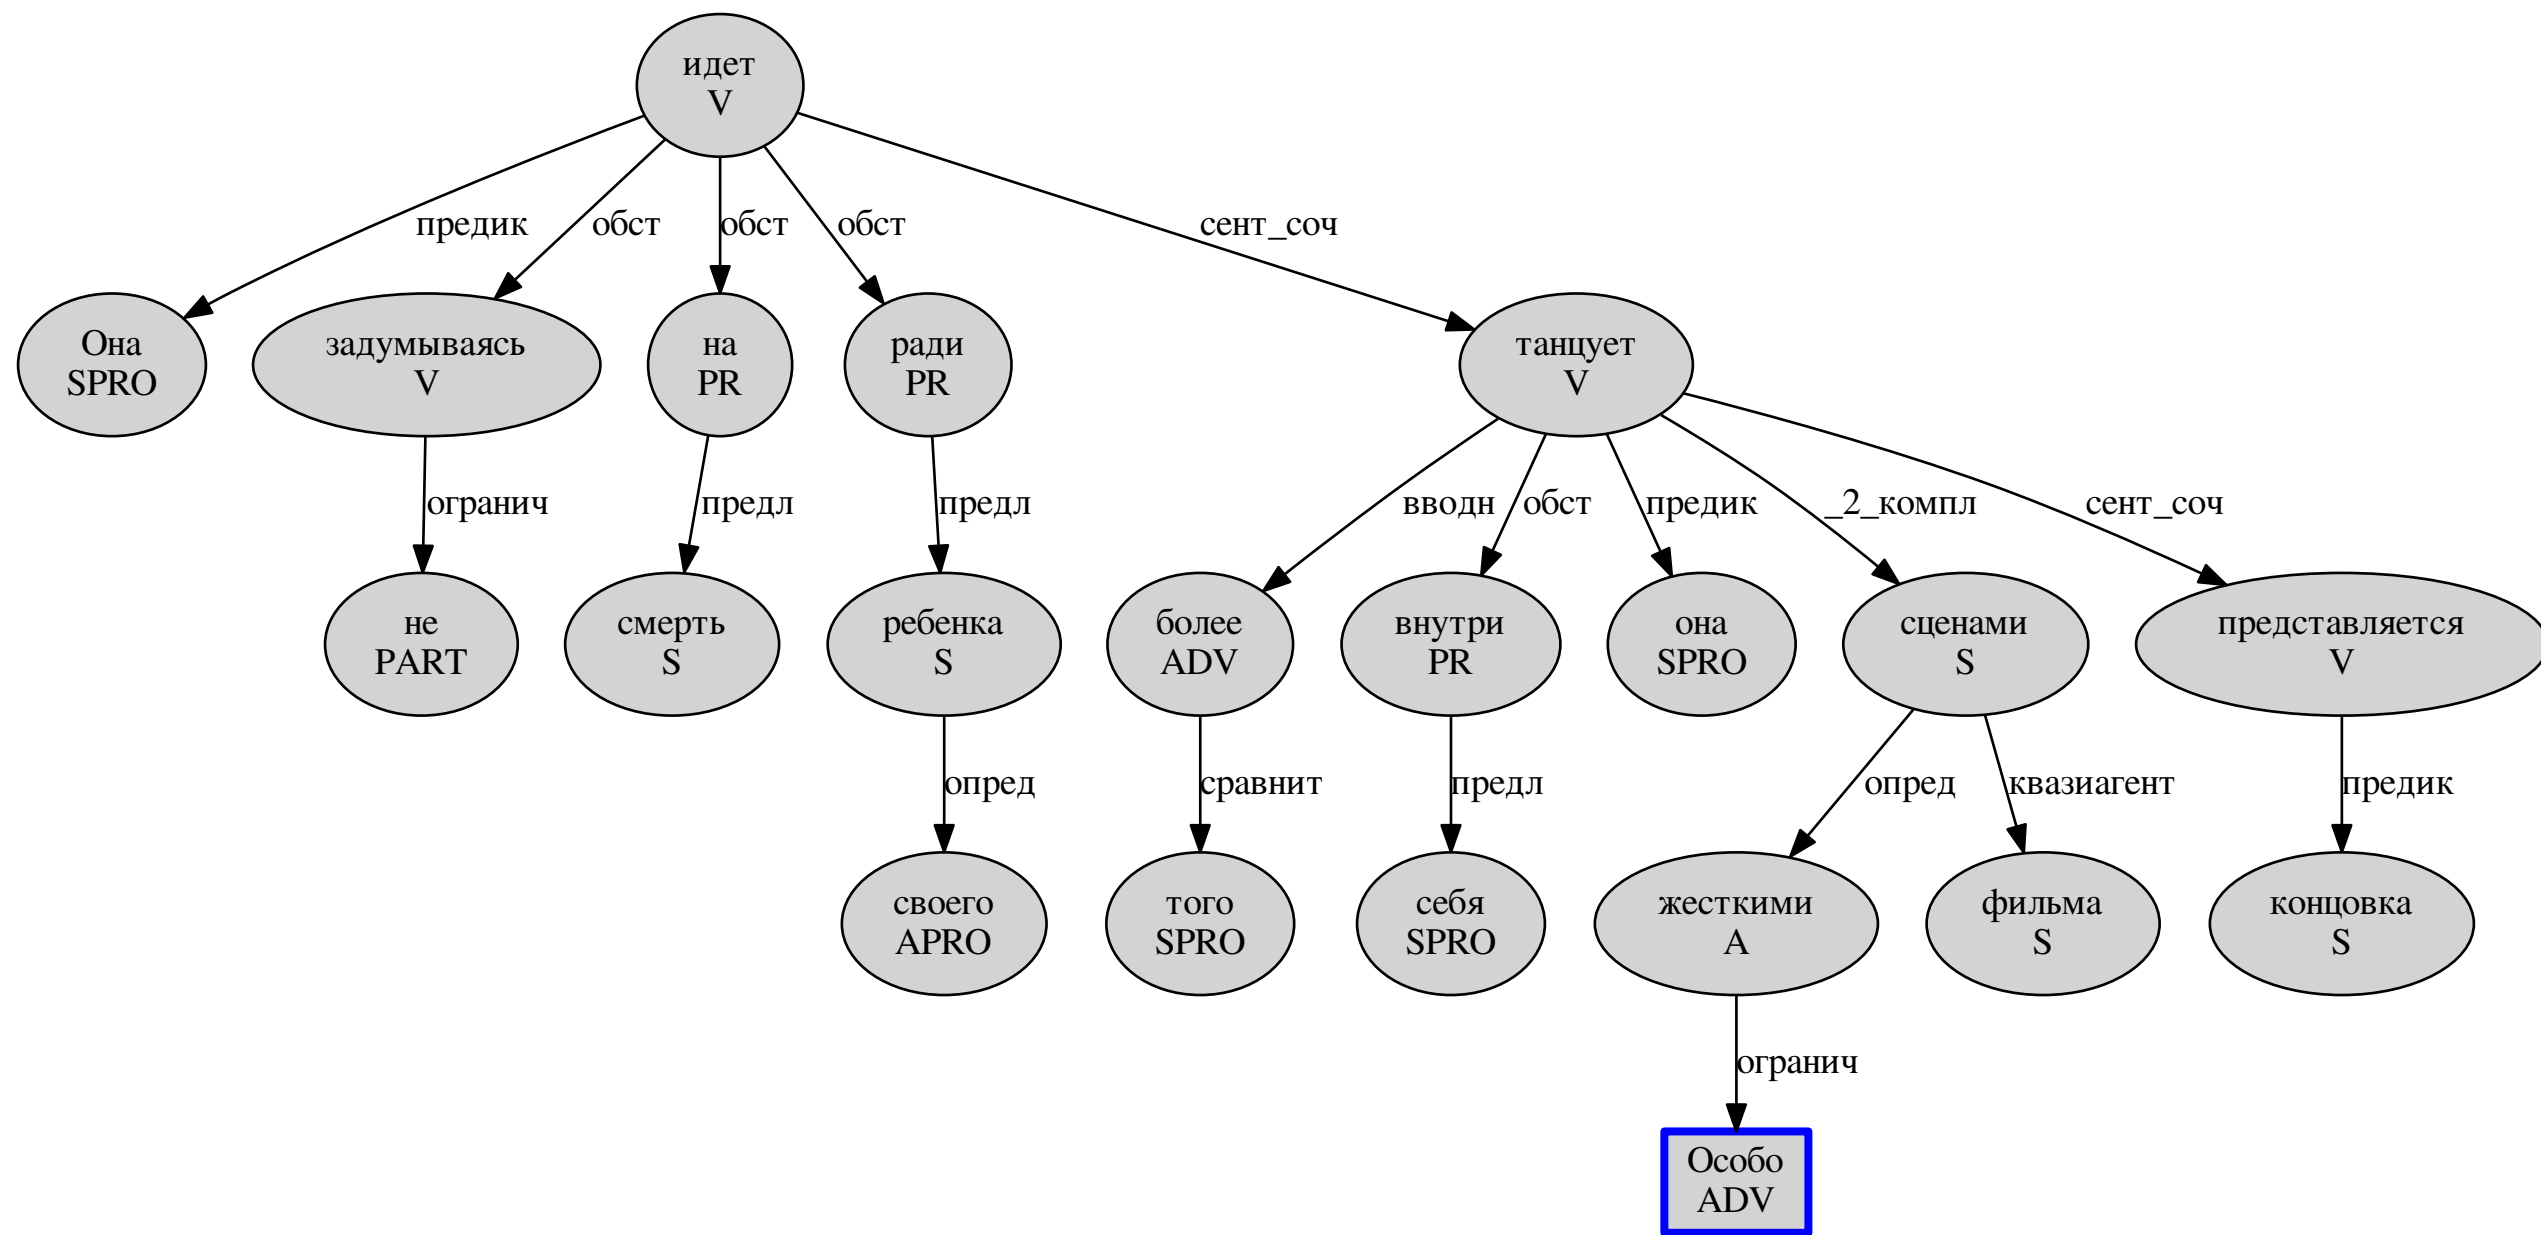 идет
V
предик
обст
обст
обст
сент_соч
Она
SPRO
задумываясь
V
на
PR
ради
PR
танцует
V
огранич
предл
предл
вводн
обст
предик
_2_компл
сент_соч
не
PART
смерть
S
ребенка
S
более
ADV
внутри
PR
она
SPRO
сценами
S
представляется
V
опред
сравнит
предл
опред
квазиагент
предик
своего
APRO
того
SPRO
себя
SPRO
жесткими
A
фильма
S
концовка
S
огранич
Особо
ADV